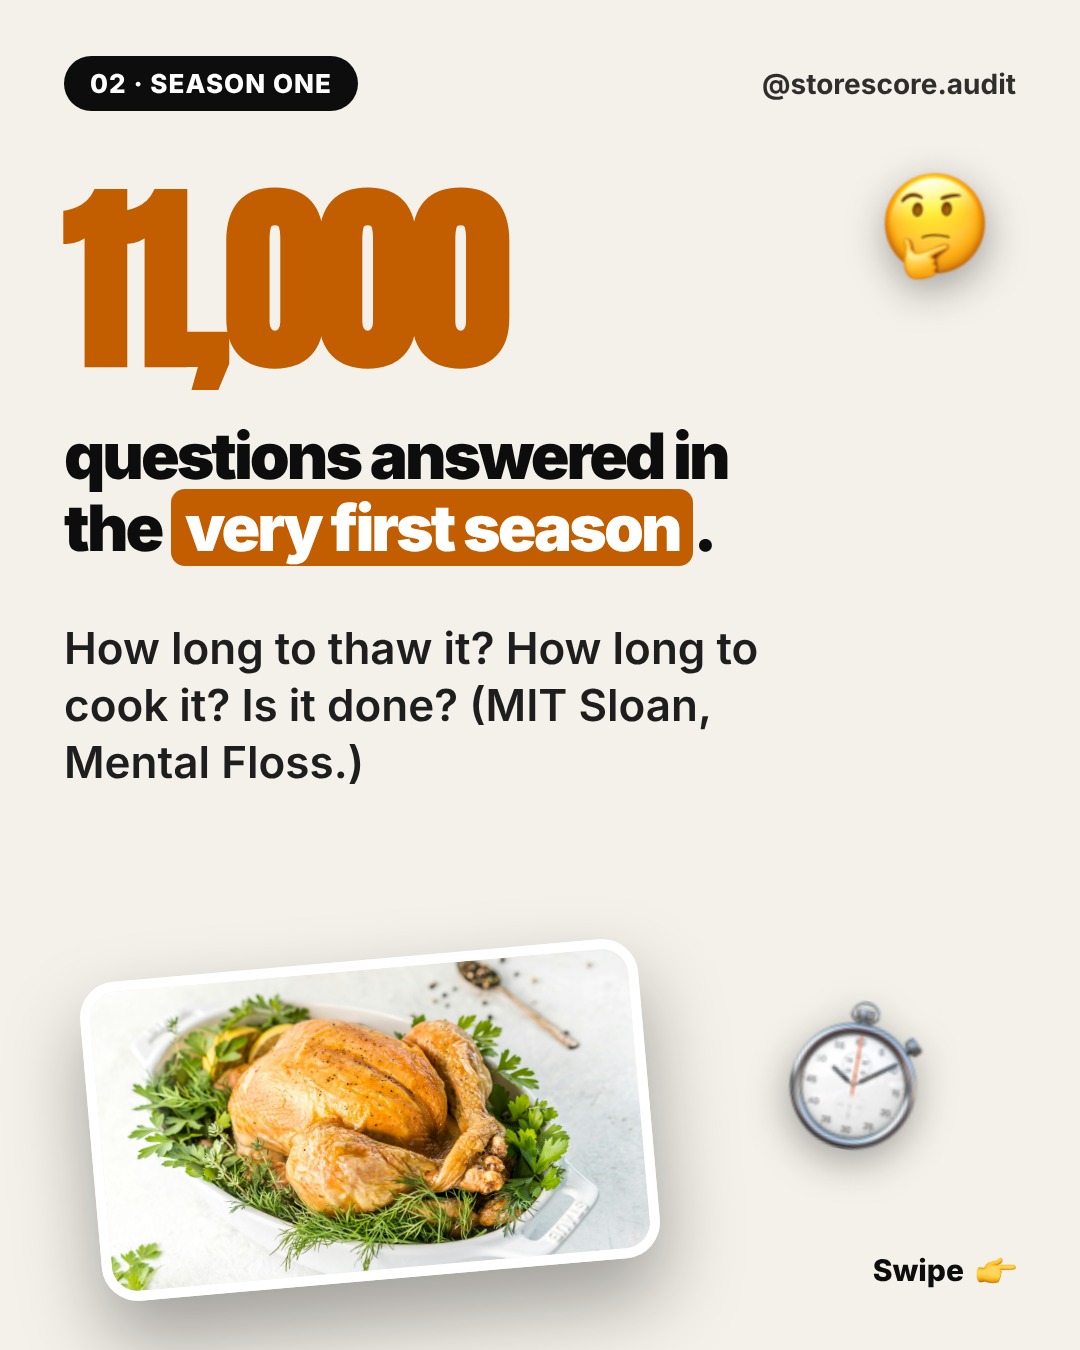 02 · SEASON ONE
@storescore.audit
11,000
questions answered in
the very first season.
How long to thaw it? How long to
cook it? Is it done? (MIT Sloan,
Mental Floss.)
Swipe 👉